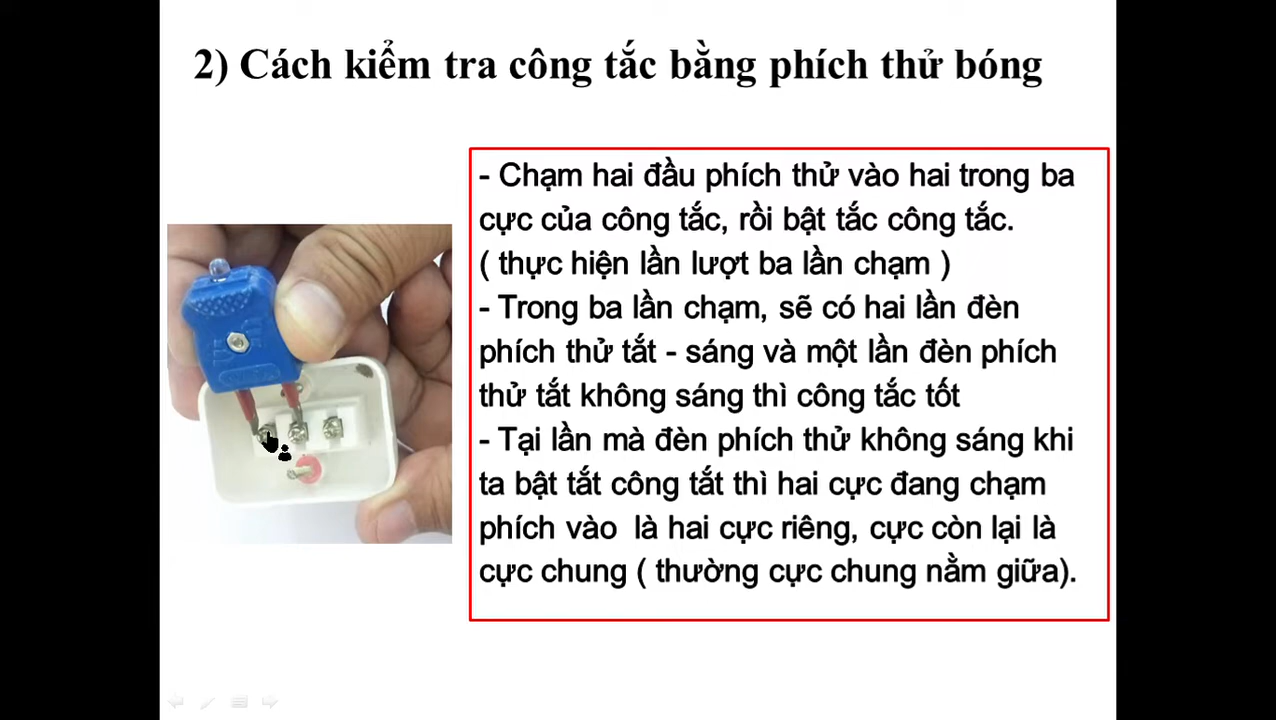 2) Cách kiểm tra công tắc bằng phích thử bóng
- Chạm hai đầu phích thử vào hai trong ba
cực của công tắc, rồi bật tắc công tắc.
( thực hiện lần lượt ba lần chạm )
- Trong ba lần chạm, sẽ có hai lần đèn
phích thử tắt - sáng và một lần đèn phích
thử tắt không sáng thì công tắc tốt
- Tại lần mà đèn phích thử không sáng khi
ta bật tắt công tắt thì hai cực đang chạm
phích vào là hai cực riêng, cực còn lại là
cực chung ( thường cực chung nằm giữa).